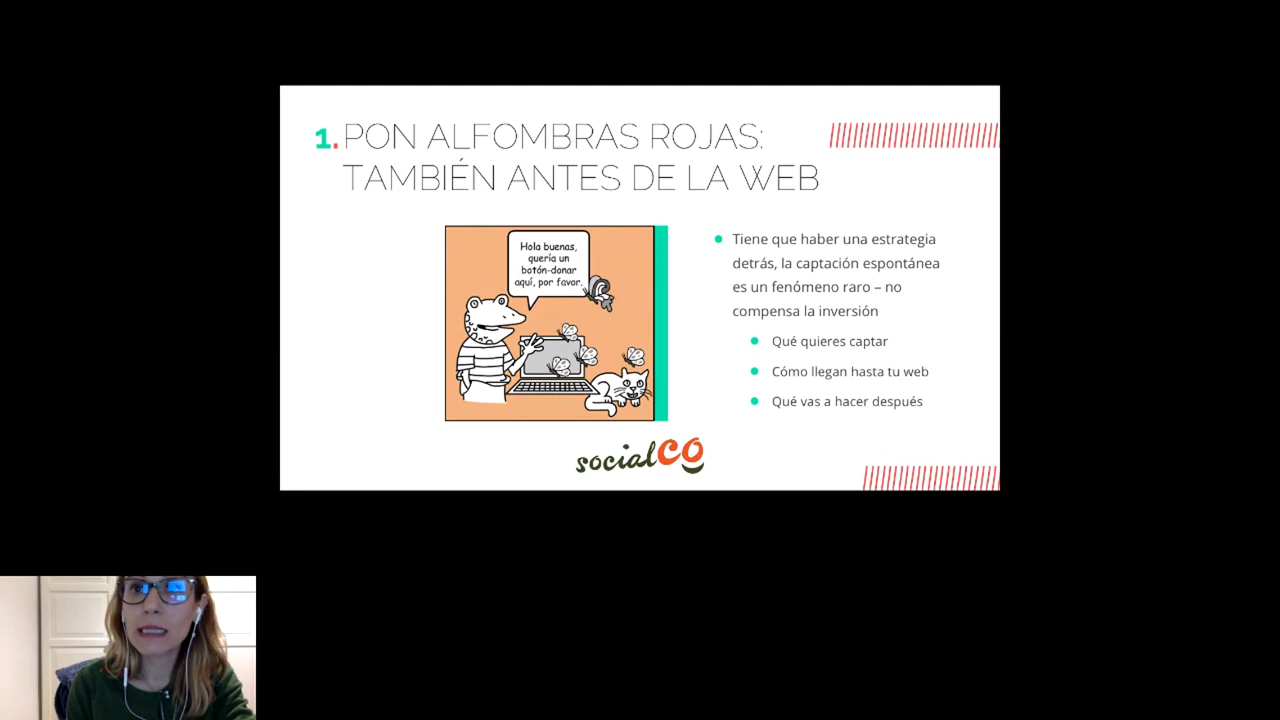 1. PON ALFOMBRAS ROJAS:
TAMBIÉN ANTES DE LA WEB
Hola buenas,
quería un
botón-donar
aquí, por favor.
Tiene que haber una estrategia
detrás, la captación espontánea
es un fenómeno raro – no
compensa la inversión
Qué quieres captar
Cómo llegan hasta tu web
Qué vas a hacer después
socialCO